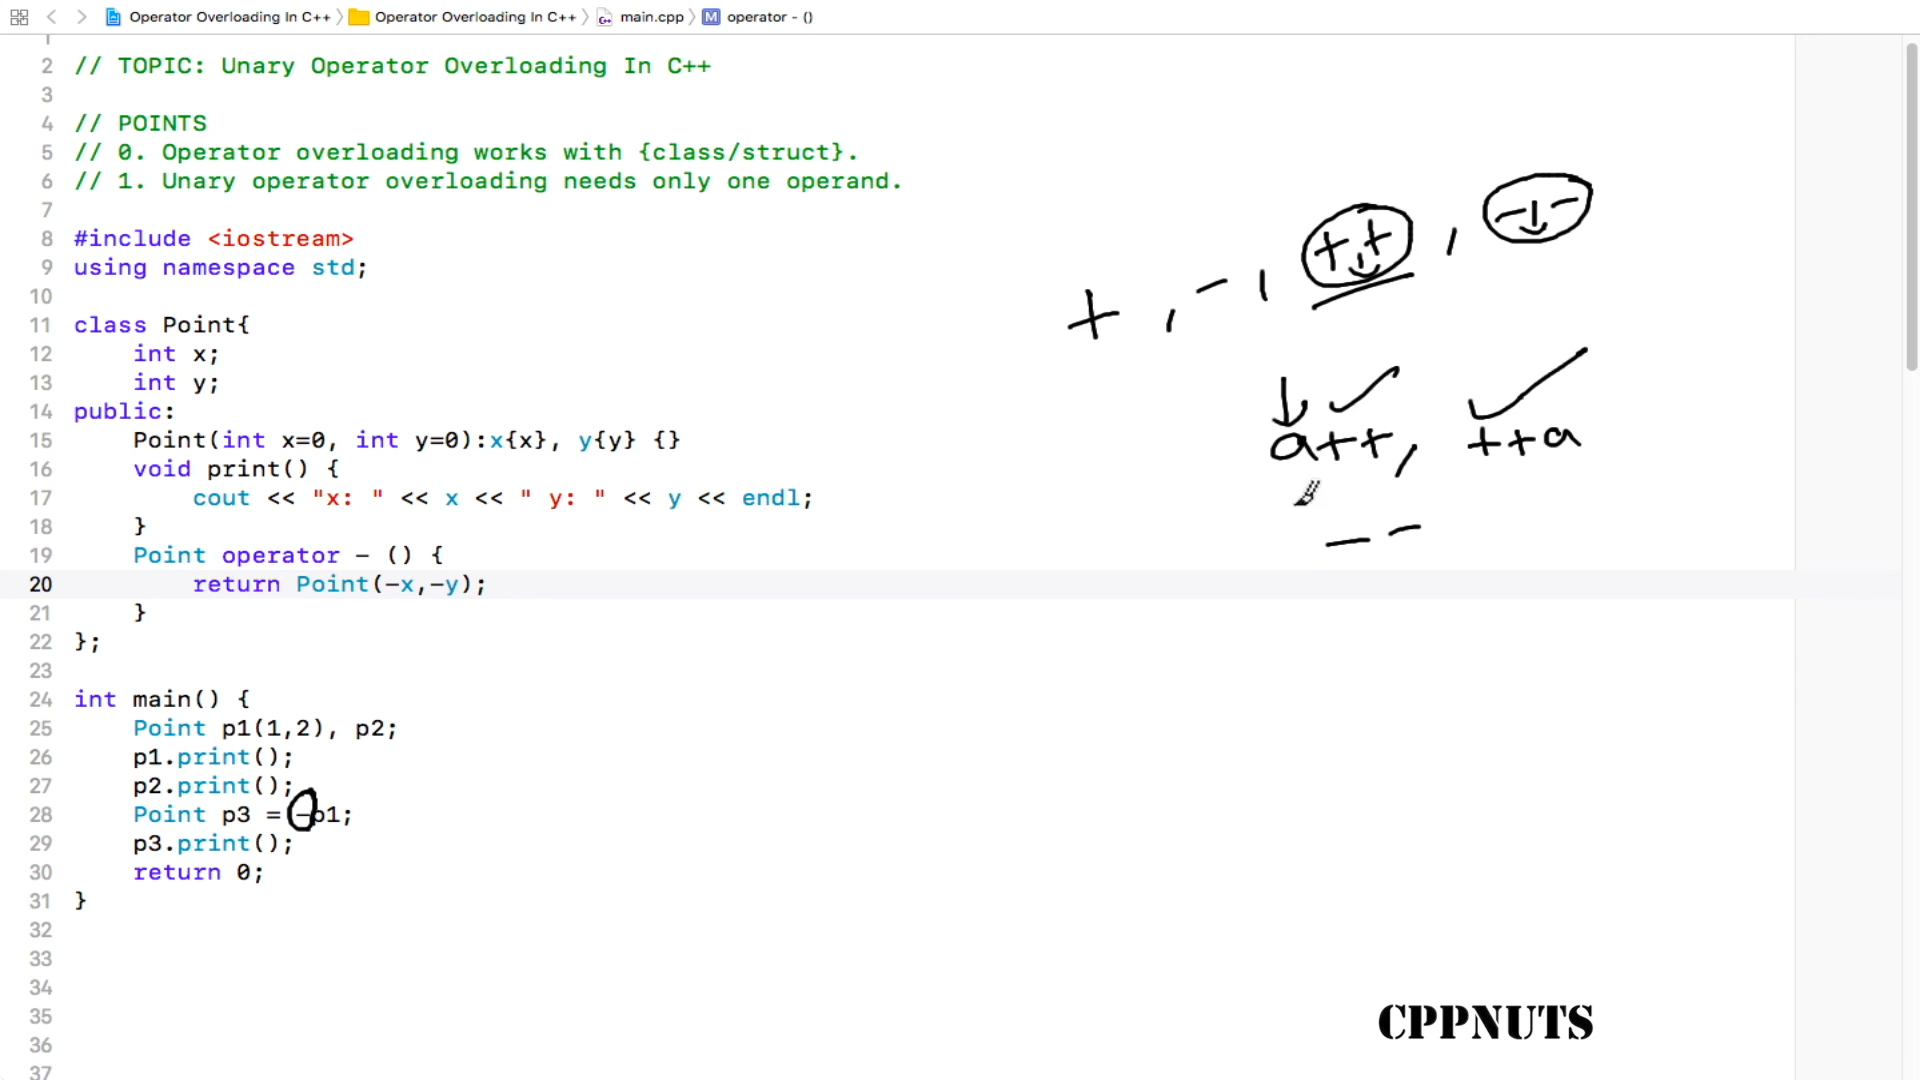 Operator Overloading In C++ Operator Overloading In C++ main.cpp M operator - ()
1
2 // TOPIC: Unary Operator Overloading In C++
3
4 // POINTS
5 // 0. Operator overloading works with {class/struct}.
6 // 1. Unary operator overloading needs only one operand.
7
8 #include <iostream>
9 using namespace std;
10
11 class Point{
12 int x;
13 int y;
14 public:
15 Point(int x=0, int y=0):x{x}, y{y} {}
16 void print() {
17 cout << "x: " << x << " y: " << y << endl;
18 }
19 Point operator - () {
20 return Point(-x,-y);
21 }
22 };
23
24 int main() {
25 Point p1(1,2), p2;
26 p1.print();
27 p2.print();
28 Point p3 = -p1;
29 p3.print();
30 return 0;
31 }
32
33
34
35
36
37
+ , - , ++ , --
a++, ++a
--
CPPNUTS